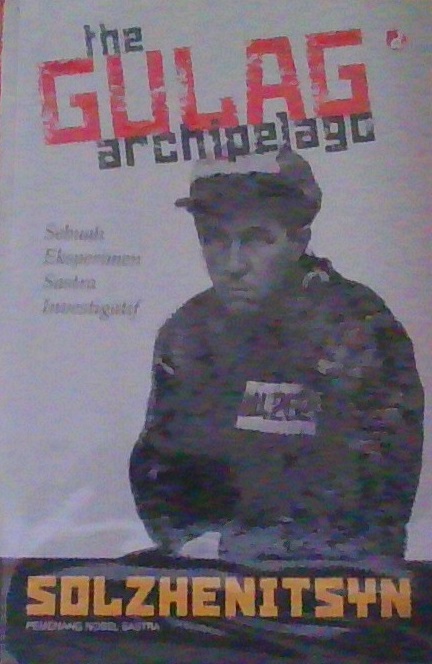 the
GULAG
archipelago
Sebuah
Eksperimen
Sastra
Investigatif
SOLZHENITSYN
PEMENANG NOBEL SASTRA